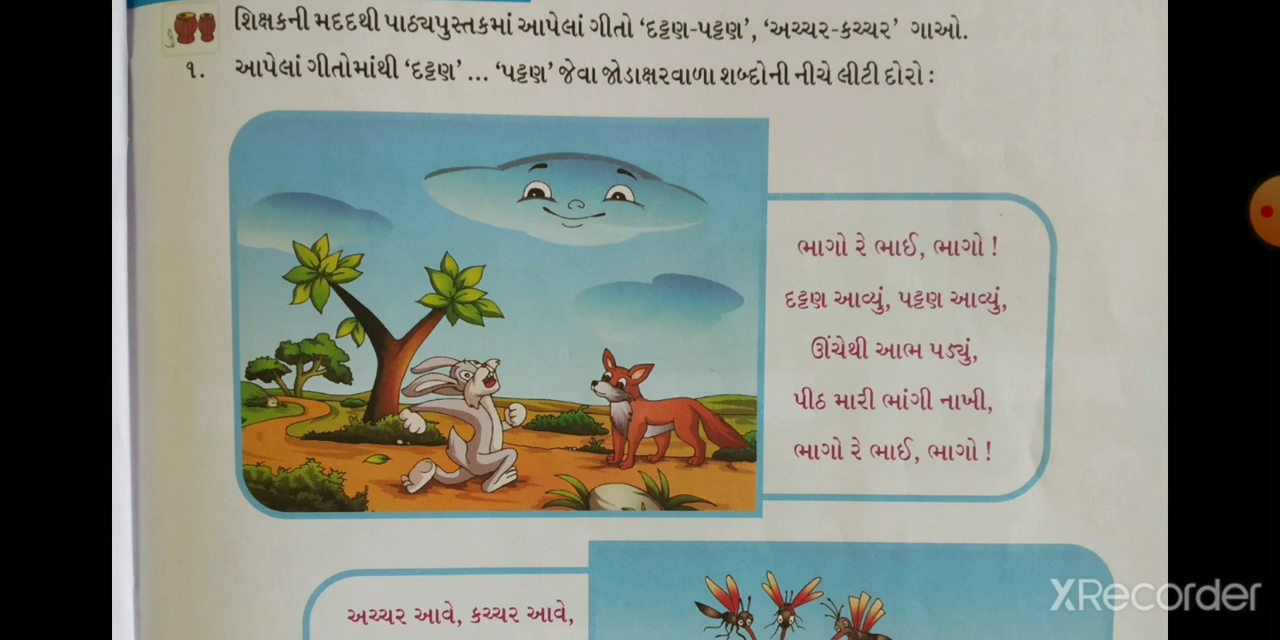 શિક્ષકની મદદથી પાઠ્યપુસ્તકમાં આપેલાં ગીતો ‘દટ્ટણ-પટ્ટણ’, ‘અચ્ચર-કચ્ચર’ ગાઓ.
૧. આપેલાં ગીતોમાંથી ‘દટ્ટણ’ ... ‘પટ્ટણ’ જેવા જોડાક્ષરવાળા શબ્દોની નીચે લીટી દોરો :
ભાગો રે ભાઈ, ભાગો !
દટ્ટણ આવ્યું, પટ્ટણ આવ્યું,
ઊંચેથી આભ પડ્યું,
પીઠ મારી ભાંગી નાખી,
ભાગો રે ભાઈ, ભાગો !
અચ્ચર આવે, કચ્ચર આવે,
XRecorder